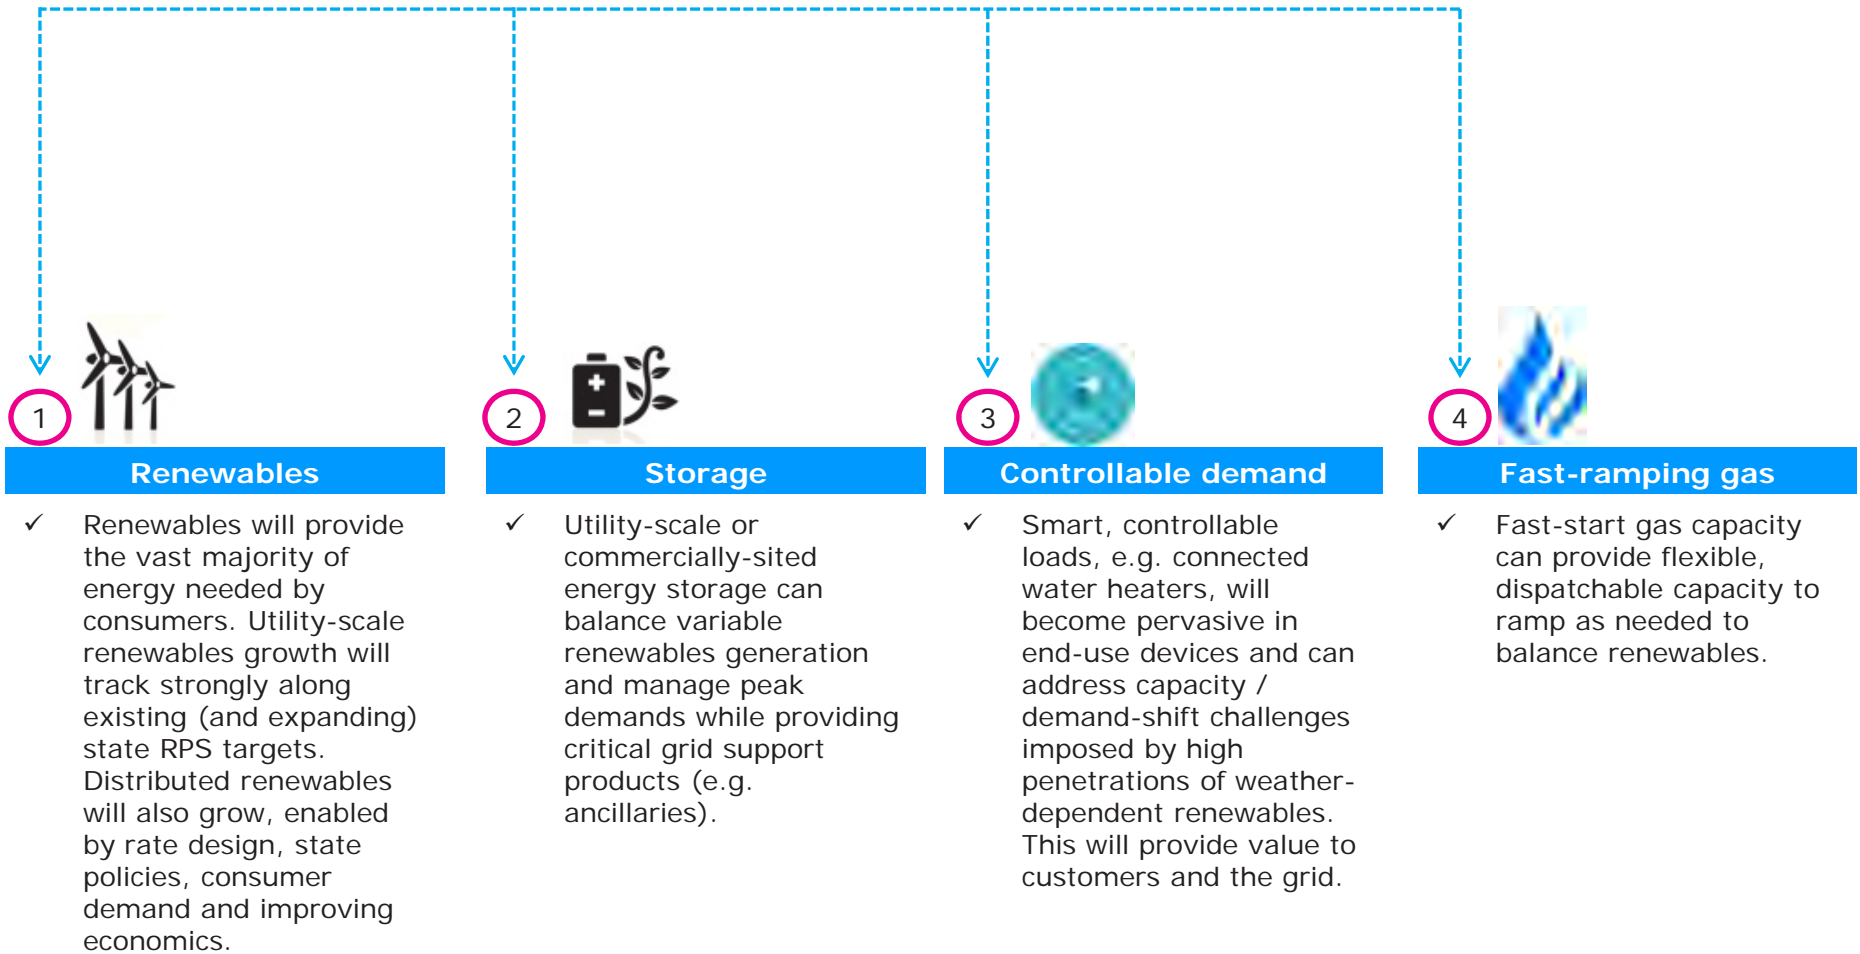 1
Renewables
✓ Renewables will provide
the vast majority of
energy needed by
consumers. Utility-scale
renewables growth will
track strongly along
existing (and expanding)
state RPS targets.
Distributed renewables
will also grow, enabled
by rate design, state
policies, consumer
demand and improving
economics.
2
Storage
✓ Utility-scale or
commercially-sited
energy storage can
balance variable
renewables generation
and manage peak
demands while providing
critical grid support
products (e.g.
ancillaries).
3
Controllable demand
✓ Smart, controllable
loads, e.g. connected
water heaters, will
become pervasive in
end-use devices and can
address capacity /
demand-shift challenges
imposed by high
penetrations of weather-
dependent renewables.
This will provide value to
customers and the grid.
4
Fast-ramping gas
✓ Fast-start gas capacity
can provide flexible,
dispatchable capacity to
ramp as needed to
balance renewables.